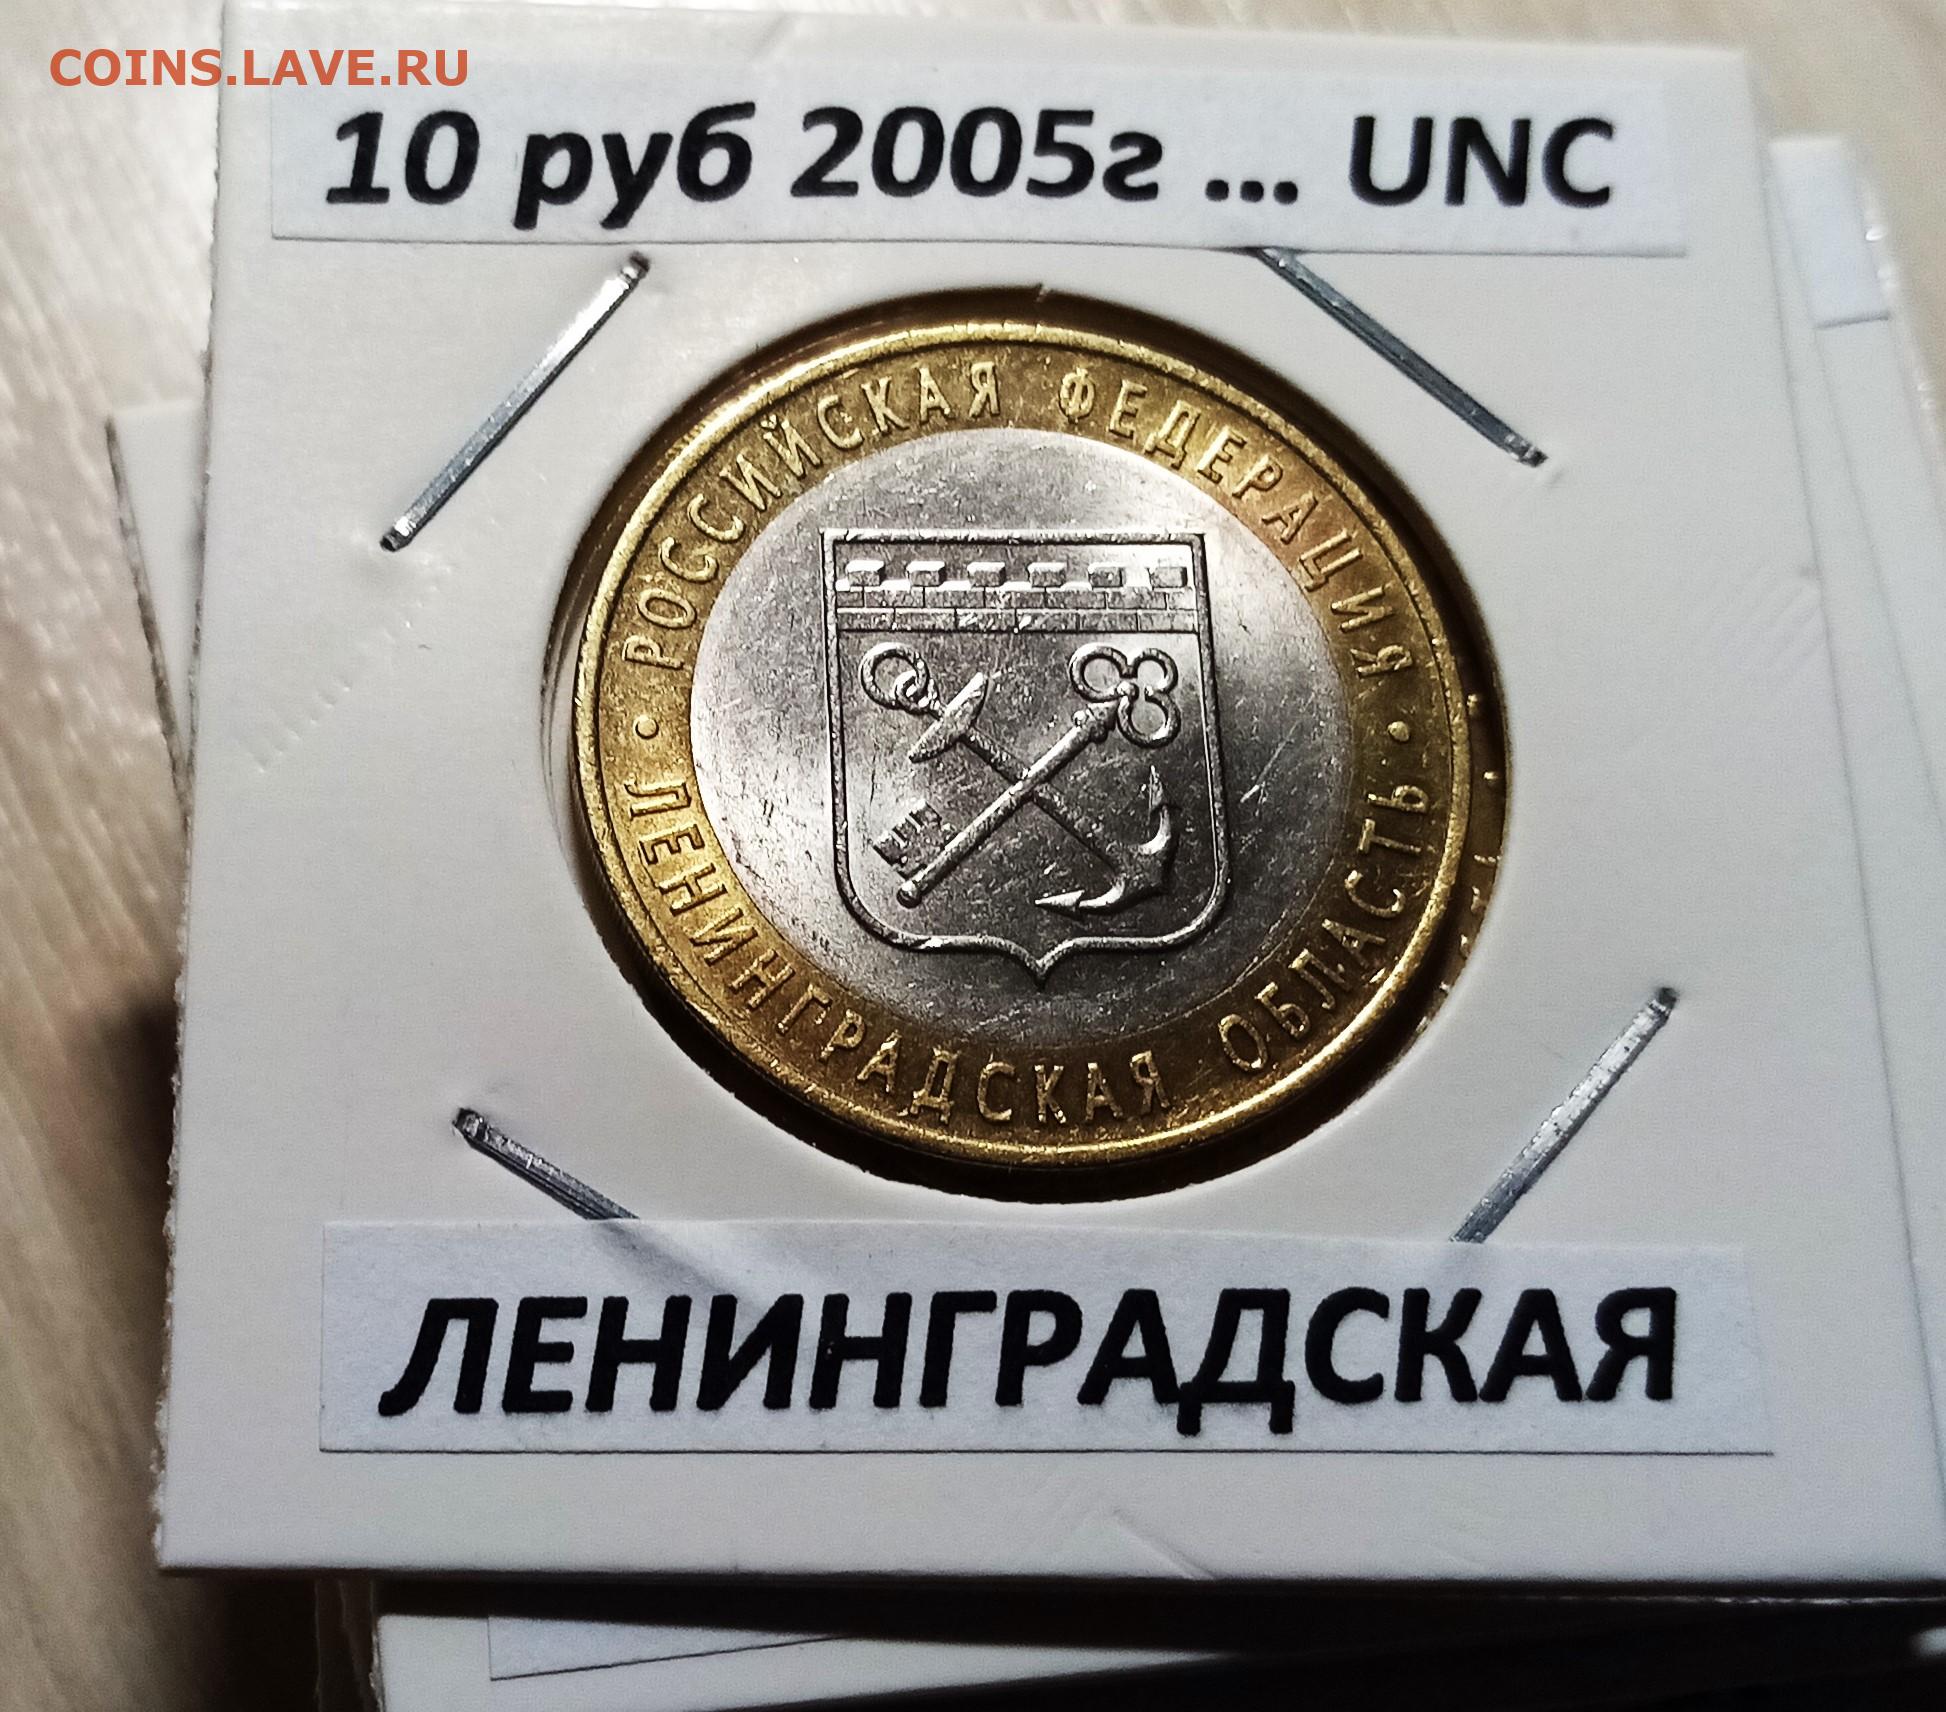 COINS.LAVE.RU
10 руб 2005г ... UNC
• РОССИЙСКАЯ ФЕДЕРАЦИЯ •
ЛЕНИНГРАДСКАЯ ОБЛАСТЬ
ЛЕНИНГРАДСКАЯ